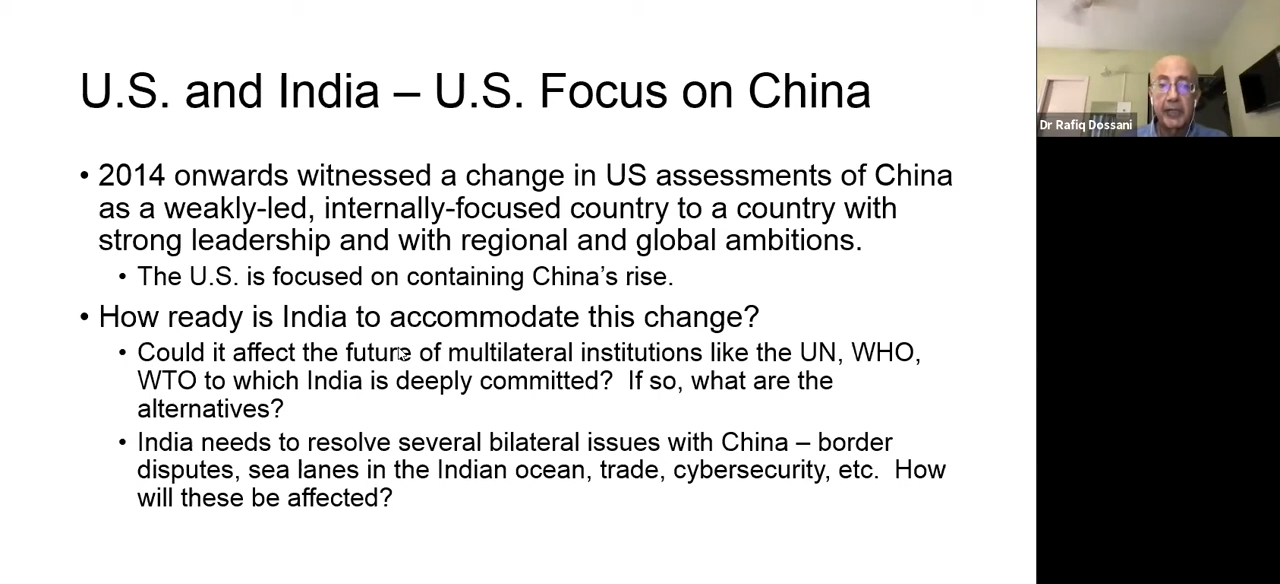 U.S. and India – U.S. Focus on China
• 2014 onwards witnessed a change in US assessments of China
as a weakly-led, internally-focused country to a country with
strong leadership and with regional and global ambitions.
• The U.S. is focused on containing China’s rise.
• How ready is India to accommodate this change?
• Could it affect the future of multilateral institutions like the UN, WHO,
WTO to which India is deeply committed?  If so, what are the
alternatives?
• India needs to resolve several bilateral issues with China – border
disputes, sea lanes in the Indian ocean, trade, cybersecurity, etc.  How
will these be affected?
Dr Rafiq Dossani